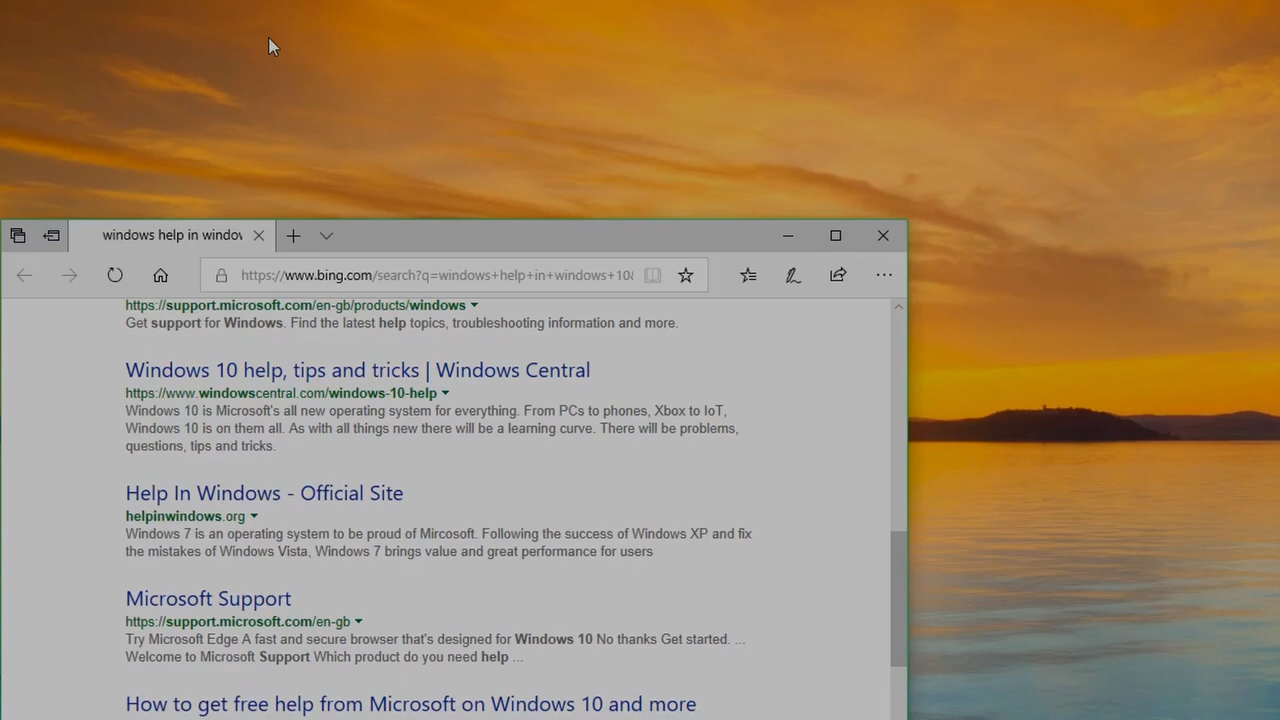 windows help in windov
https://www.bing.com/search?q=windows+help+in+windows+10&
https://support.microsoft.com/en-gb/products/windows
Get support for Windows. Find the latest help topics, troubleshooting information and more.
Windows 10 help, tips and tricks | Windows Central
https://www.windowscentral.com/windows-10-help
Windows 10 is Microsoft's all new operating system for everything. From PCs to phones, Xbox to IoT,
Windows 10 is on them all. As with all things new there will be a learning curve. There will be problems,
questions, tips and tricks.
Help In Windows - Official Site
helpinwindows.org
Windows 7 is an operating system to be proud of Mircosoft. Following the success of Windows XP and fix
the mistakes of Windows Vista, Windows 7 brings value and great performance for users
Microsoft Support
https://support.microsoft.com/en-gb
Try Microsoft Edge A fast and secure browser that's designed for Windows 10 No thanks Get started. ...
Welcome to Microsoft Support Which product do you need help ...
How to get free help from Microsoft on Windows 10 and more